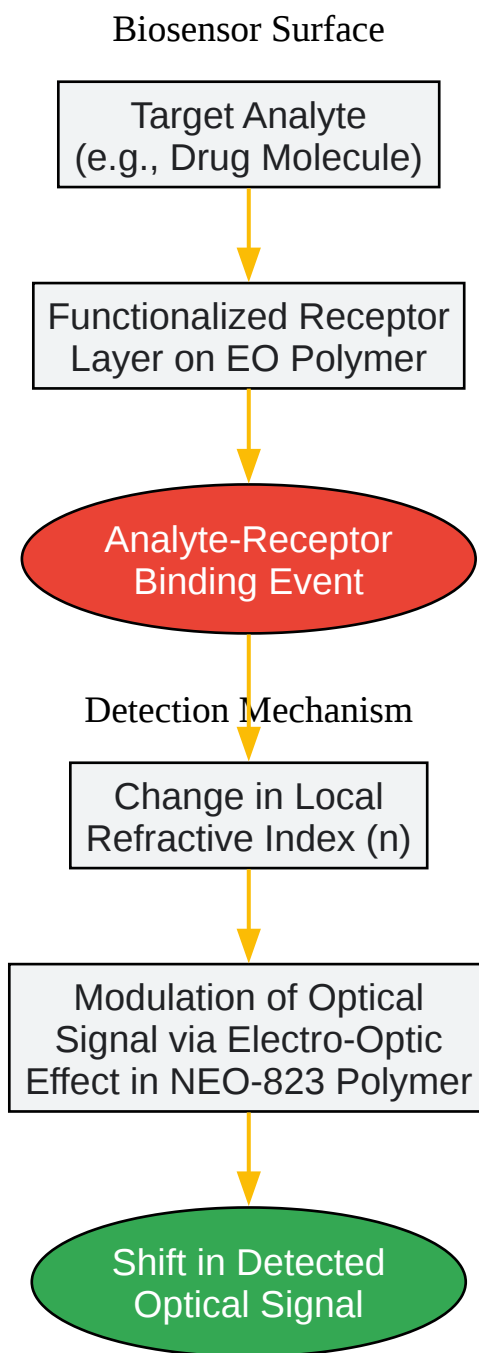 Biosensor Surface
Target Analyte
(e.g., Drug Molecule)
Functionalized Receptor
Layer on EO Polymer
Analyte-Receptor
Binding Event
Detection Mechanism
Change in Local
Refractive Index (n)
Modulation of Optical
Signal via Electro-Optic
Effect in NEO-823 Polymer
Shift in Detected
Optical Signal